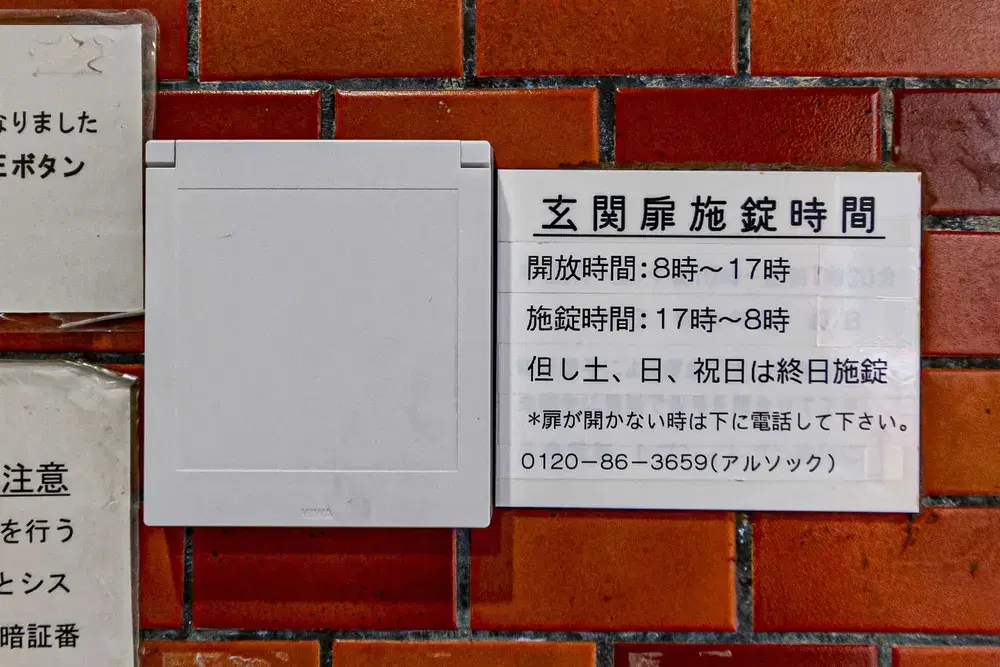 なりました
ボタン
注意
を行う
とシス
暗証番
MIWA
玄関扉施錠時間
開放時間:8時～17時
施錠時間:17時～8時
但し土、日、祝日は終日施錠
*扉が開かない時は下に電話して下さい。
0120－86－3659(アルソック)